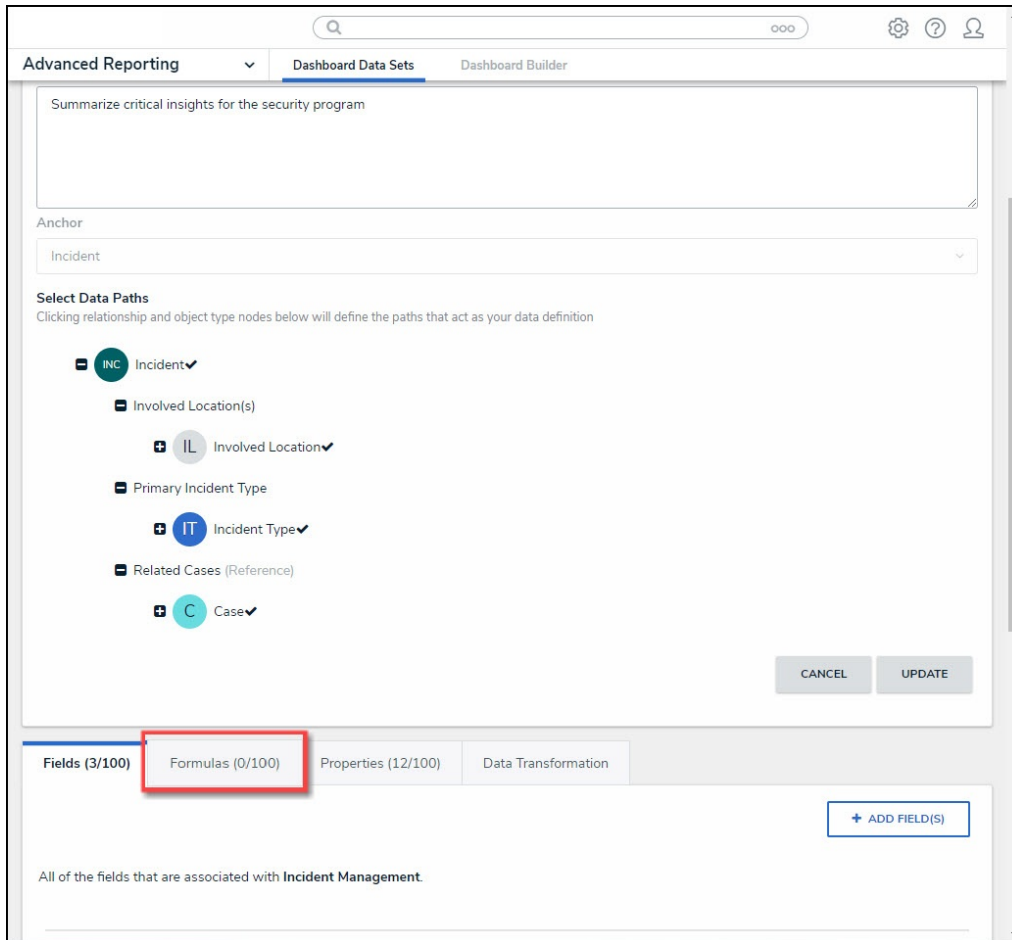 ooo
Advanced Reporting
Dashboard Data Sets
Dashboard Builder
Summarize critical insights for the security program
Anchor
Incident
Select Data Paths
Clicking relationship and object type nodes below will define the paths that act as your data definition
INC Incident
Involved Location(s)
IL Involved Location
Primary Incident Type
IT Incident Type
Related Cases (Reference)
C Case
CANCEL
UPDATE
Fields (3/100)
Formulas (0/100)
Properties (12/100)
Data Transformation
+ ADD FIELD(S)
All of the fields that are associated with Incident Management.